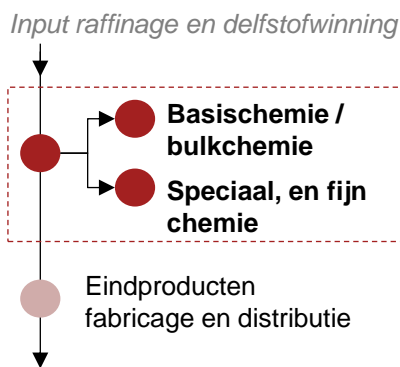 Input raffinage en delfstofwinning
Basischemie /
bulkchemie
Speciaal, en fijn
chemie
Eindproducten
fabricage en distributie